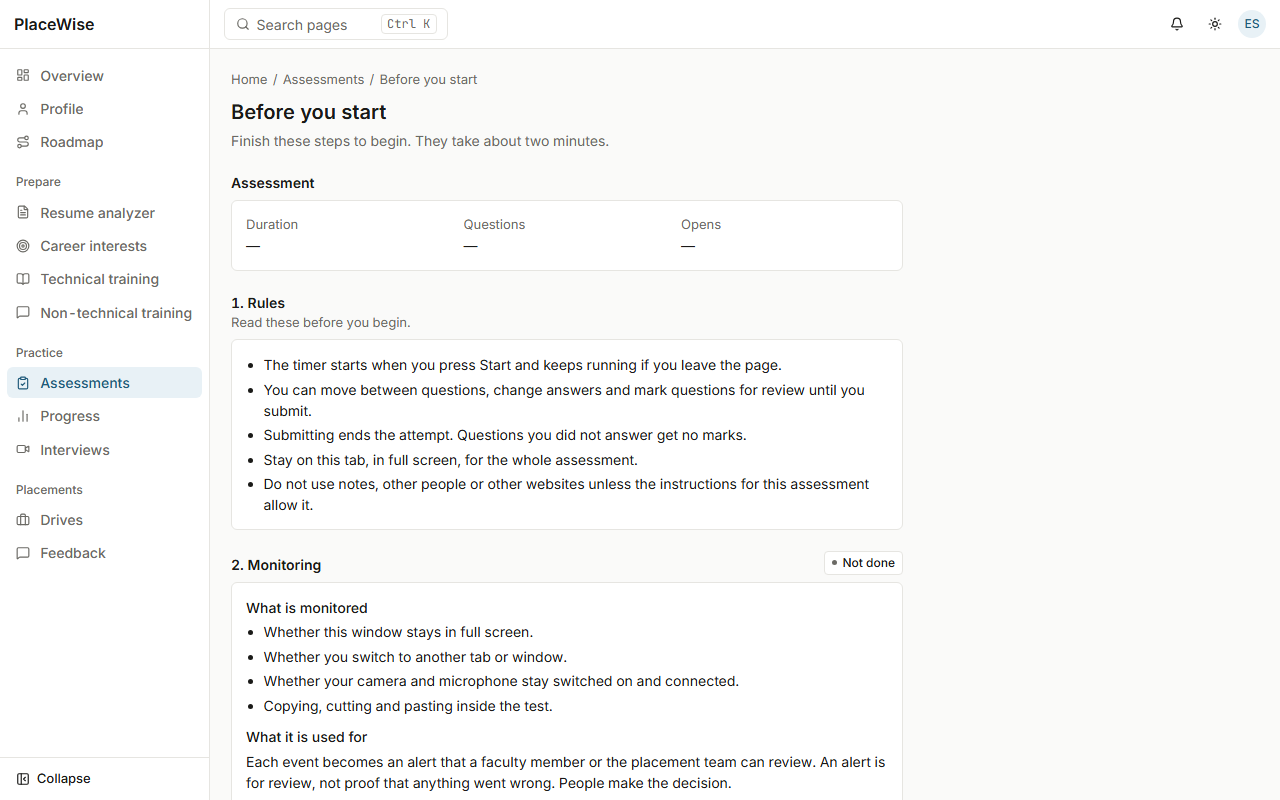 PlaceWise
Search pages
Ctrl K
ES
Overview
Profile
Roadmap
Prepare
Resume analyzer
Career interests
Technical training
Non-technical training
Practice
Assessments
Progress
Interviews
Placements
Drives
Feedback
Collapse
Home / Assessments / Before you start
Before you start
Finish these steps to begin. They take about two minutes.
Assessment
Duration
—
Questions
—
Opens
—
1. Rules
Read these before you begin.
• The timer starts when you press Start and keeps running if you leave the page.
• You can move between questions, change answers and mark questions for review until you
submit.
• Submitting ends the attempt. Questions you did not answer get no marks.
• Stay on this tab, in full screen, for the whole assessment.
• Do not use notes, other people or other websites unless the instructions for this assessment
allow it.
2. Monitoring
Not done
What is monitored
• Whether this window stays in full screen.
• Whether you switch to another tab or window.
• Whether your camera and microphone stay switched on and connected.
• Copying, cutting and pasting inside the test.
What it is used for
Each event becomes an alert that a faculty member or the placement team can review. An alert is
for review, not proof that anything went wrong. People make the decision.